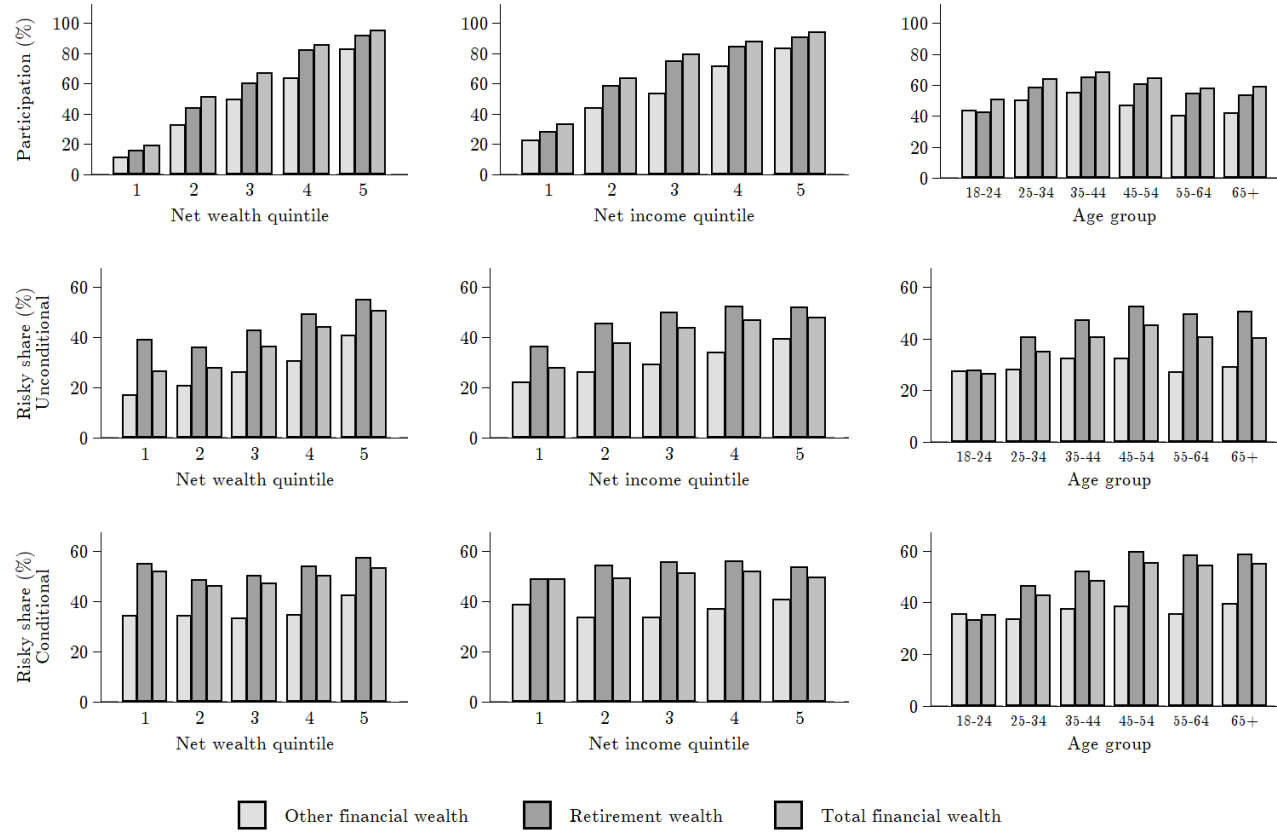 Participation (%)
100
80
60
40
20
0
1 2 3 4 5
Net wealth quintile
100
80
60
40
20
0
1 2 3 4 5
Net income quintile
100
80
60
40
20
0
18-24 25-34 35-44 45-54 55-64 65+
Age group
Risky share (%)
Unconditional
60
40
20
0
1 2 3 4 5
Net wealth quintile
60
40
20
0
1 2 3 4 5
Net income quintile
60
40
20
0
18-24 25-34 35-44 45-54 55-64 65+
Age group
Risky share (%)
Conditional
60
40
20
0
1 2 3 4 5
Net wealth quintile
60
40
20
0
1 2 3 4 5
Net income quintile
60
40
20
0
18-24 25-34 35-44 45-54 55-64 65+
Age group
Other financial wealth Retirement wealth Total financial wealth